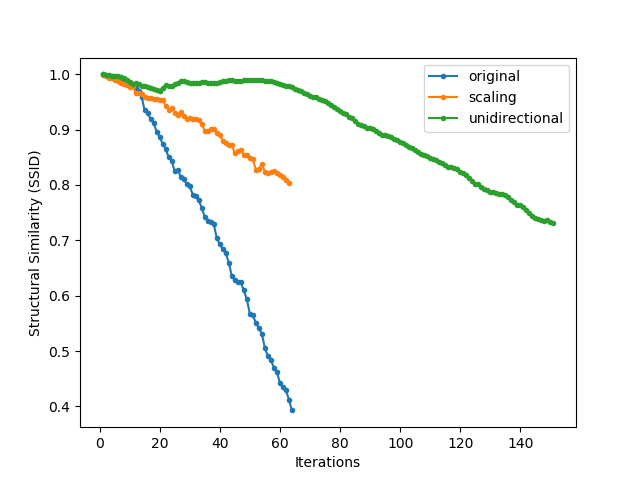 original
scaling
unidirectional
1.0
0.9
0.8
0.7
0.6
0.5
0.4
Structural Similarity (SSID)
0 20 40 60 80 100 120 140
Iterations